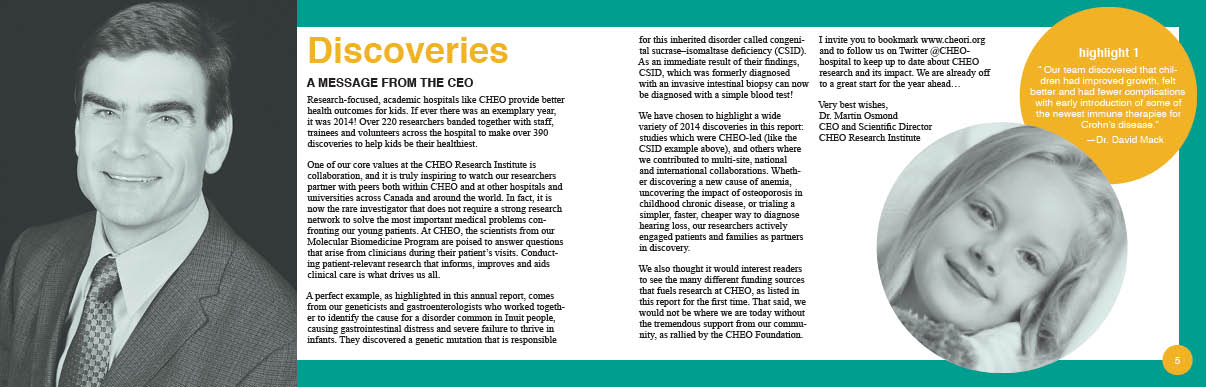 Discoveries
A MESSAGE FROM THE CEO
Research-focused, academic hospitals like CHEO provide better
health outcomes for kids. If ever there was an exemplary year,
it was 2014! Over 220 researchers banded together with staff,
trainees and volunteers across the hospital to make over 390
discoveries to help kids be their healthiest.
One of our core values at the CHEO Research Institute is
collaboration, and it is truly inspiring to watch our researchers
partner with peers both within CHEO and at other hospitals and
universities across Canada and around the world. In fact, it is
now the rare investigator that does not require a strong research
network to solve the most important medical problems con-
fronting our young patients. At CHEO, the scientists from our
Molecular Biomedicine Program are poised to answer questions
that arise from clinicians during their patient's visits. Conduct-
ing patient-relevant research that informs, improves and aids
clinical care is what drives us all.
A perfect example, as highlighted in this annual report, comes
from our geneticists and gastroenterologists who worked togeth-
er to identify the cause for a disorder common in Inuit people,
causing gastrointestinal distress and severe failure to thrive in
infants. They discovered a genetic mutation that is responsible
for this inherited disorder called congeni-
tal sucrase–isomaltase deficiency (CSID).
As an immediate result of their findings,
CSID, which was formerly diagnosed
with an invasive intestinal biopsy can now
be diagnosed with a simple blood test!
We have chosen to highlight a wide
variety of 2014 discoveries in this report:
studies which were CHEO-led (like the
CSID example above), and others where
we contributed to multi-site, national
and international collaborations. Wheth-
er discovering a new cause of anemia,
uncovering the impact of osteoporosis in
childhood chronic disease, or trialing a
simpler, faster, cheaper way to diagnose
hearing loss, our researchers actively
engaged patients and families as partners
in discovery.
We also thought it would interest readers
to see the many different funding sources
that fuels research at CHEO, as listed in
this report for the first time. That said, we
would not be where we are today without
the tremendous support from our commu-
nity, as rallied by the CHEO Foundation.
I invite you to bookmark www.cheori.org
and to follow us on Twitter @CHEO-
hospital to keep up to date about CHEO
research and its impact. We are already off
to a great start for the year ahead…
Very best wishes,
Dr. Martin Osmond
CEO and Scientific Director
CHEO Research Institute
highlight 1
" Our team discovered that chil-
dren had improved growth, felt
better and had fewer complications
with early introduction of some of
the newest immune therapies for
Crohn's disease."
—Dr. David Mack
5